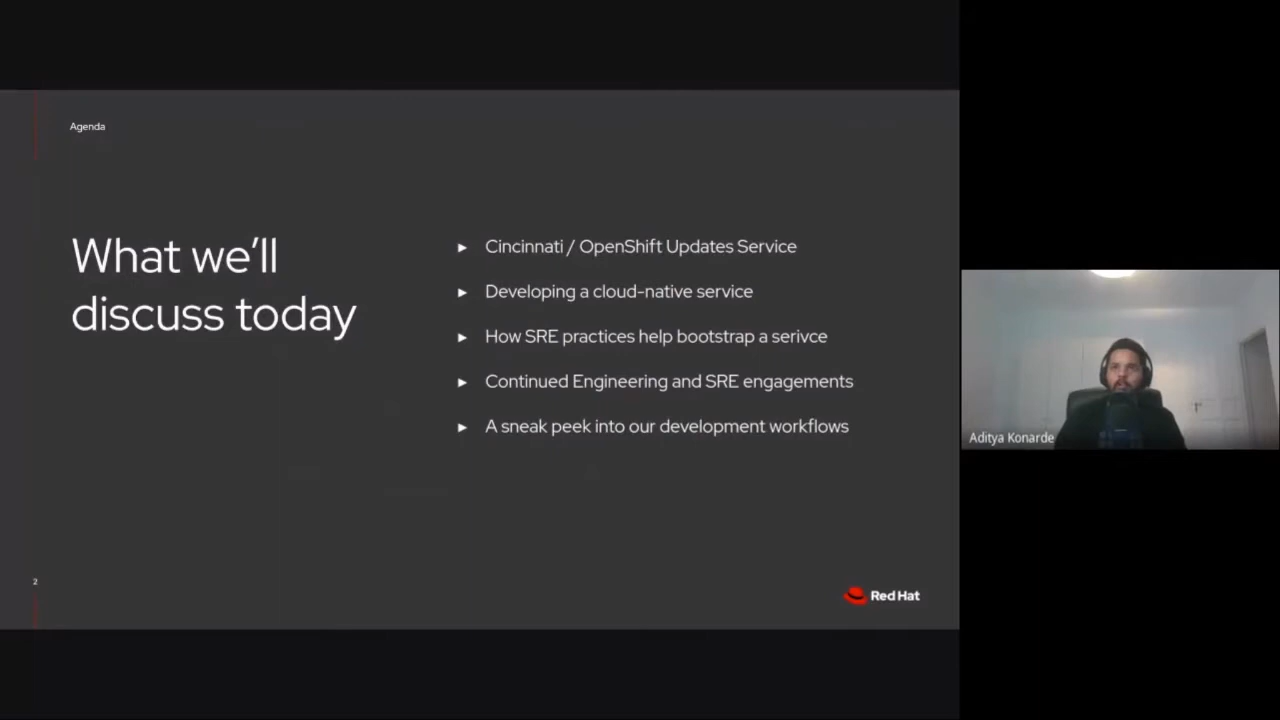 Agenda
What we'll
discuss today
► Cincinnati / OpenShift Updates Service
► Developing a cloud-native service
► How SRE practices help bootstrap a serivce
► Continued Engineering and SRE engagements
► A sneak peek into our development workflows
Aditya Konarde
2
Red Hat